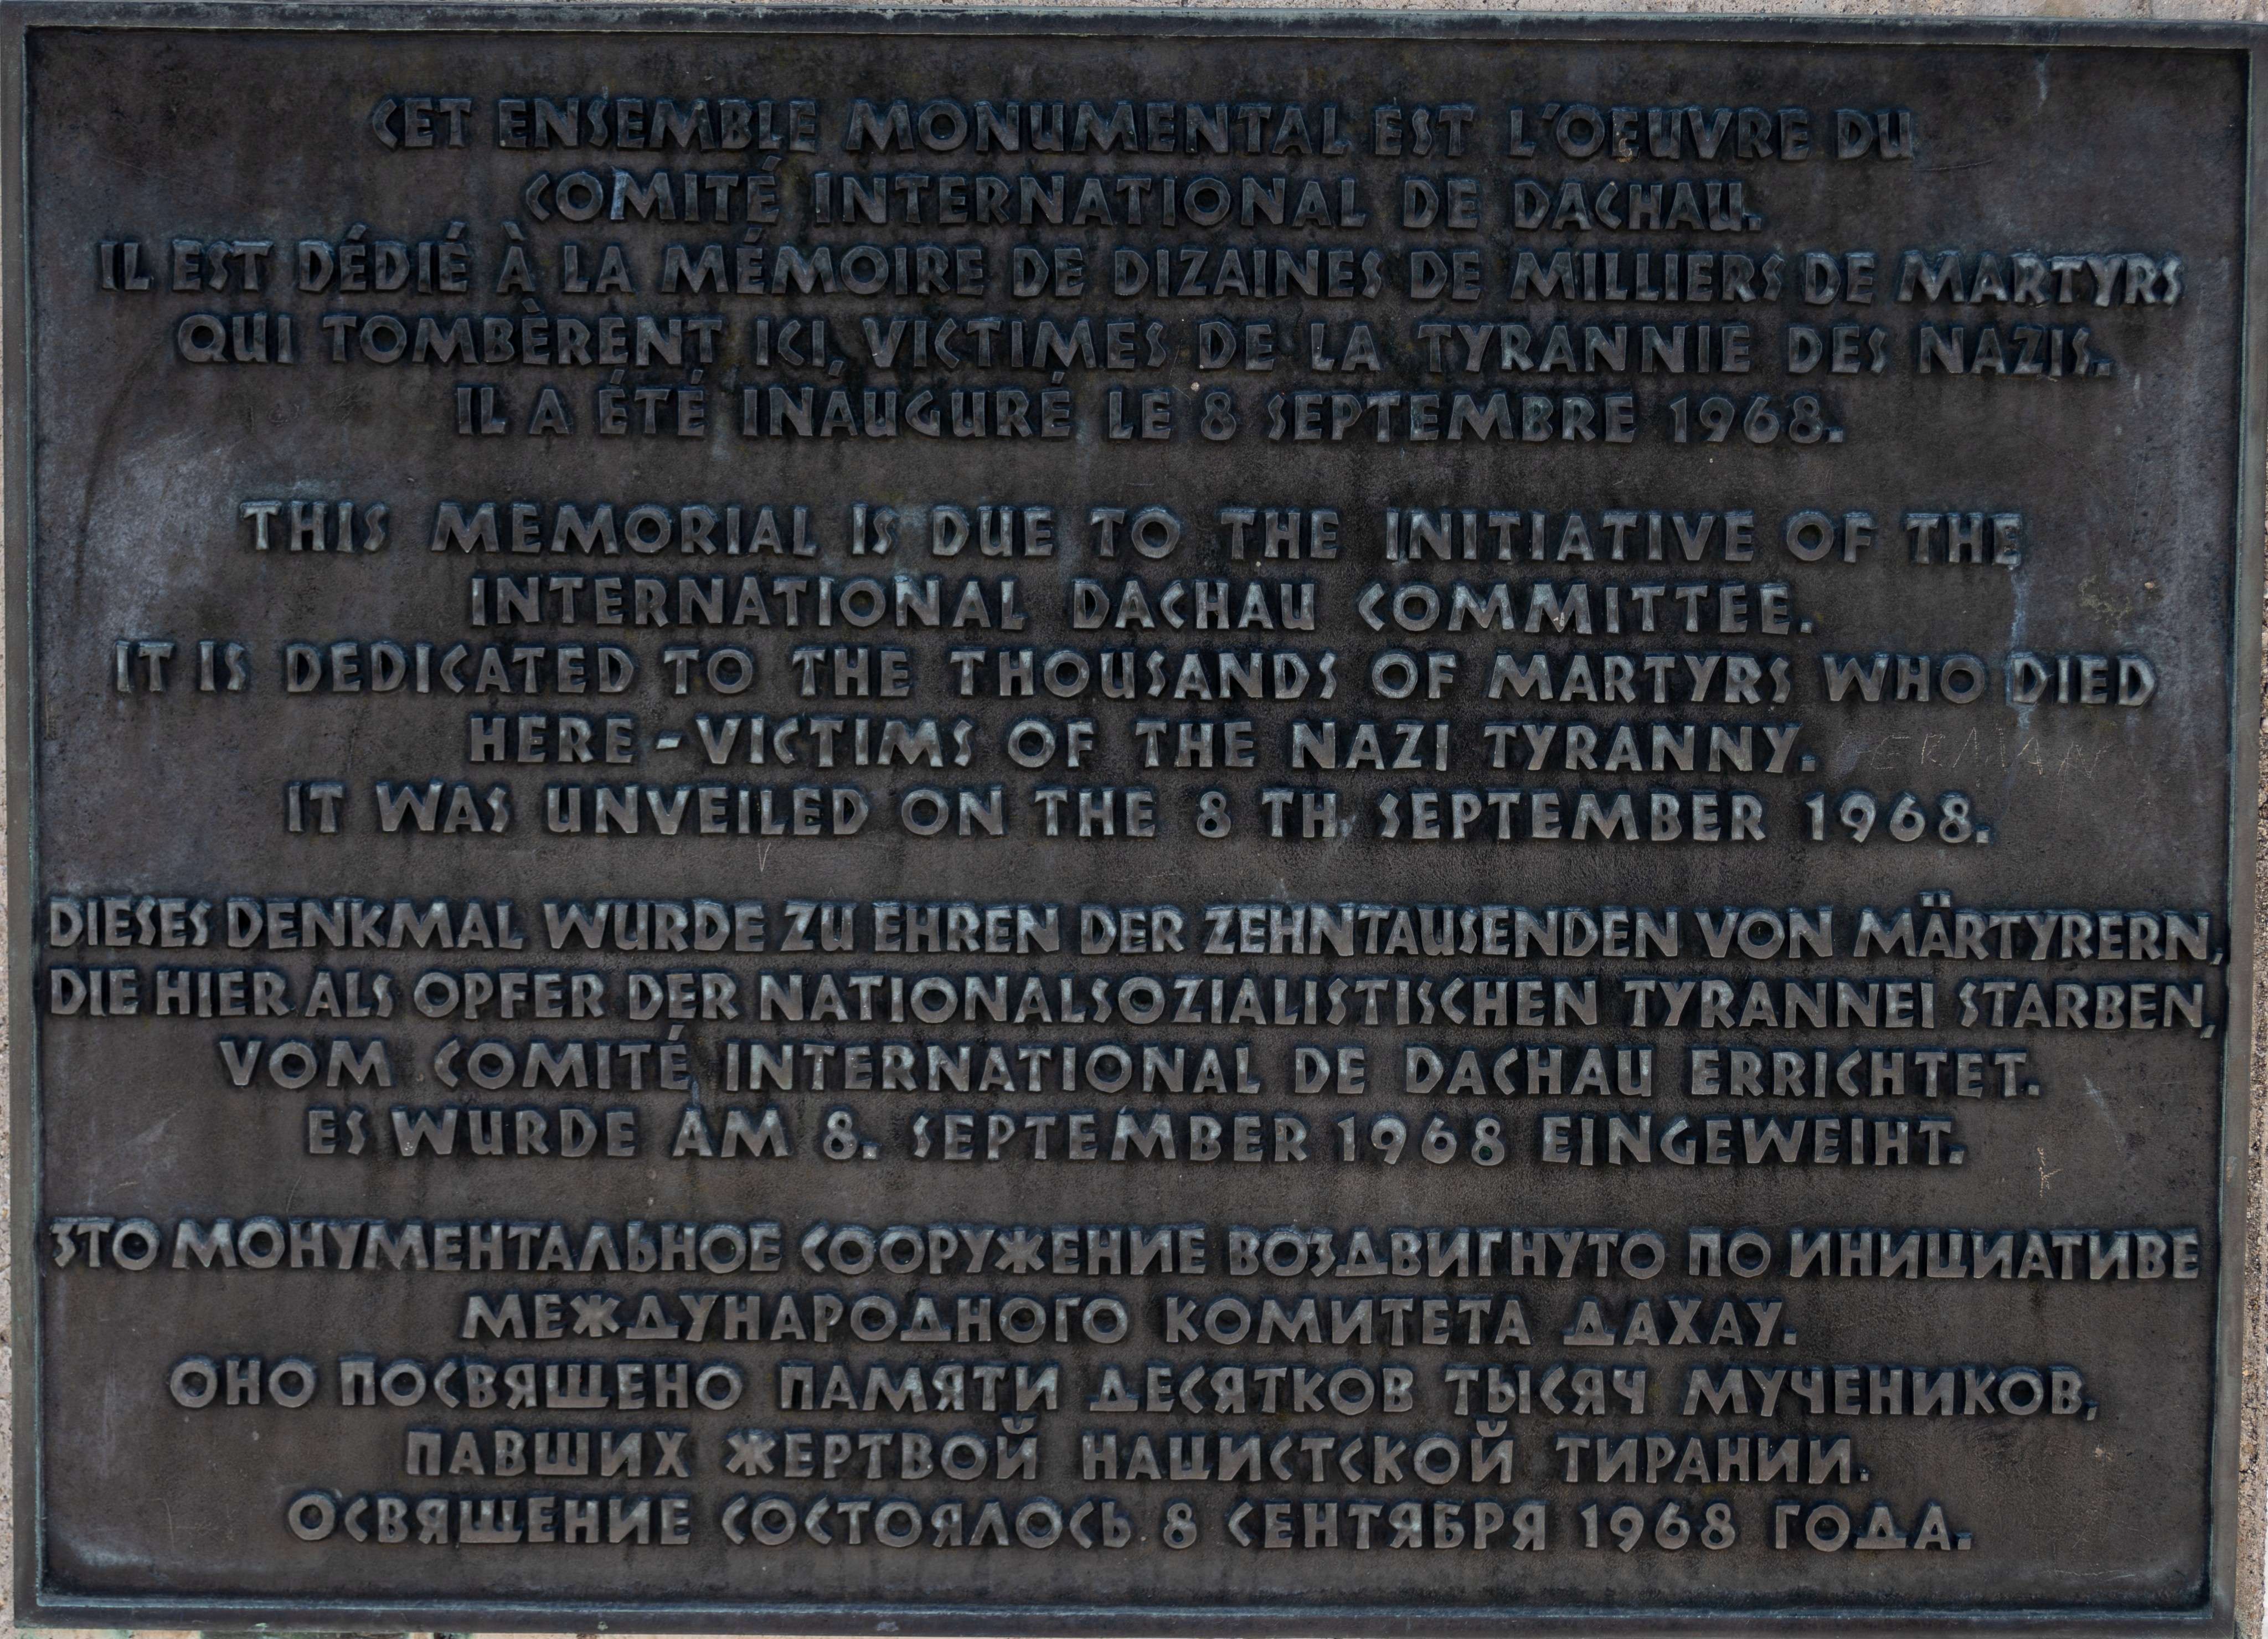 CET ENSEMBLE MONUMENTAL EST L'OEUVRE DU
COMITÉ INTERNATIONAL DE DACHAU.
IL EST DÉDIÉ À LA MÉMOIRE DE DIZAINES DE MILLIERS DE MARTYRS
QUI TOMBÈRENT ICI, VICTIMES DE LA TYRANNIE DES NAZIS.
IL A ÉTÉ INAUGURÉ LE 8 SEPTEMBRE 1968.
THIS MEMORIAL IS DUE TO THE INITIATIVE OF THE
INTERNATIONAL DACHAU COMMITTEE.
IT IS DEDICATED TO THE THOUSANDS OF MARTYRS WHO DIED
HERE-VICTIMS OF THE NAZI TYRANNY.
IT WAS UNVEILED ON THE 8 TH. SEPTEMBER 1968.
DIESES DENKMAL WURDE ZU EHREN DER ZEHNTAUSENDEN VON MÄRTYRERN,
DIE HIER ALS OPFER DER NATIONALSOZIALISTISCHEN TYRANNEI STARBEN,
VOM COMITÉ INTERNATIONAL DE DACHAU ERRICHTET.
ES WURDE AM 8. SEPTEMBER 1968 EINGEWEIHT.
ЭТО МОНУМЕНТАЛЬНОЕ СООРУЖЕНИЕ ВОЗДВИГНУТО ПО ИНИЦИАТИВЕ
МЕЖДУНАРОДНОГО КОМИТЕТА ДАХАУ.
ОНО ПОСВЯЩЕНО ПАМЯТИ ДЕСЯТКОВ ТЫСЯЧ МУЧЕНИКОВ,
ПАВШИХ ЖЕРТВОЙ НАЦИСТСКОЙ ТИРАНИИ.
ОСВЯЩЕНИЕ СОСТОЯЛОСЬ 8 СЕНТЯБРЯ 1968 ГОДА.